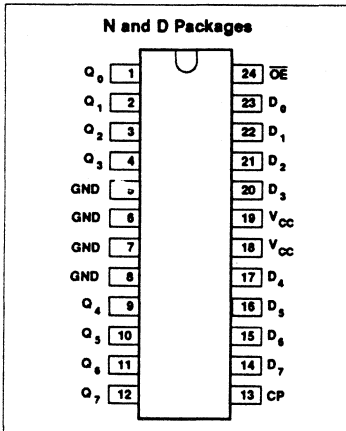 N and D Packages
Q0 1 24 OE
Q1 2 23 D0
Q2 3 22 D1
Q3 4 21 D2
GND 5 20 D3
GND 6 19 VCC
GND 7 18 VCC
GND 8 17 D4
Q4 9 16 D5
Q5 10 15 D6
Q6 11 14 D7
Q7 12 13 CP